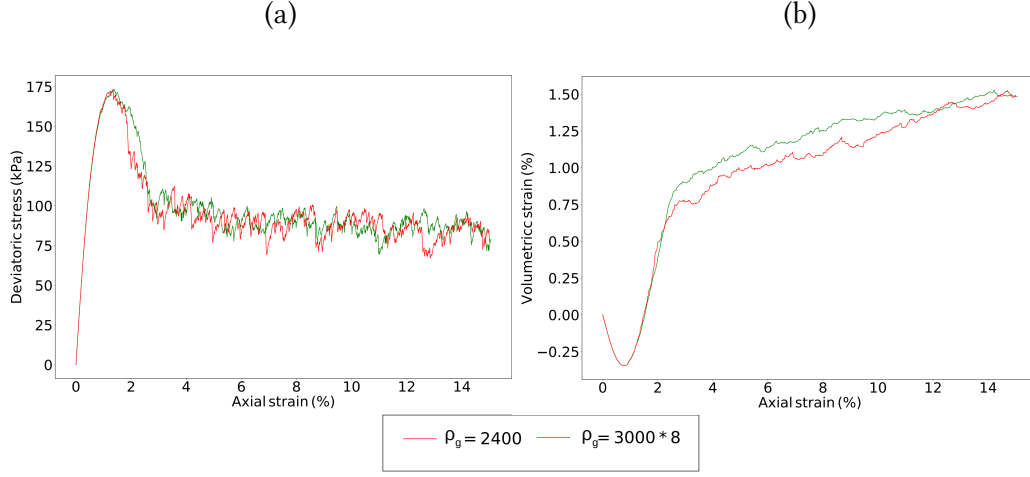 (a)
(b)
175
150
125
100
75
50
25
0
Deviatoric stress (kPa)
0 2 4 6 8 10 12 14
Axial strain (%)
1.50
1.25
1.00
0.75
0.50
0.25
0.00
−0.25
Volumetricc strain (%)
0 2 4 6 8 10 12 14
Axial strain (%)
ρg = 2400
ρg = 3000 * 8